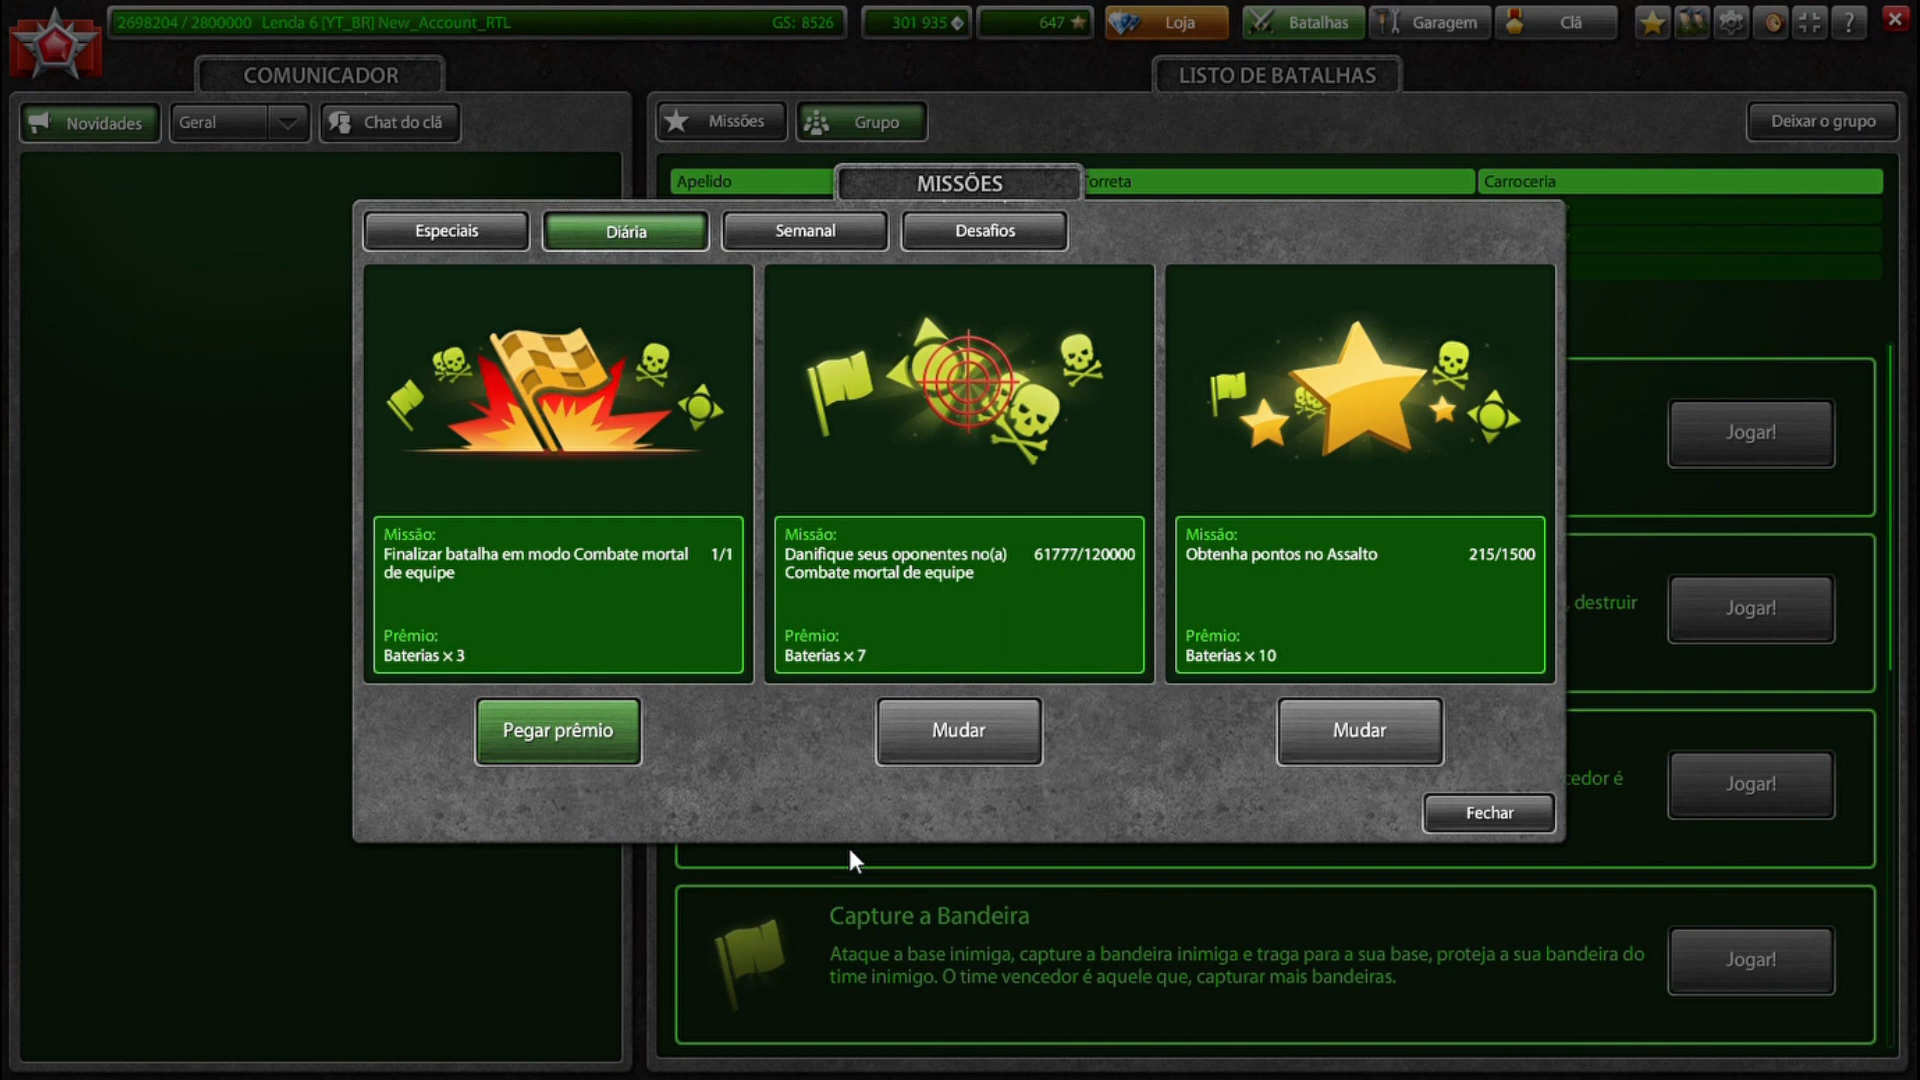 2698204 / 2800000 Lenda 6 [YT_BR] New_Account_RTL
GS: 8526
301 935
647
Loja
Batalhas
Garagem
Clã
?
COMUNICADOR
LISTO DE BATALHAS
Novidades
Geral
Chat do clã
Missões
Grupo
Deixar o grupo
Apelido
orreta
Carroceria
MISSÕES
Especiais
Diária
Semanal
Desafios
Missão:
Finalizar batalha em modo Combate mortal 1/1
de equipe
Prêmio:
Baterias × 3
Missão:
Danifique seus oponentes no(a) 61777/120000
Combate mortal de equipe
Prêmio:
Baterias × 7
Missão:
Obtenha pontos no Assalto 215/1500
Prêmio:
Baterias × 10
Pegar prêmio
Mudar
Mudar
Fechar
Jogar!
, destruir
Jogar!
cedor é
Jogar!
Capture a Bandeira
Ataque a base inimiga, capture a bandeira inimiga e traga para a sua base, proteja a sua bandeira do
time inimigo. O time vencedor é aquele que, capturar mais bandeiras.
Jogar!